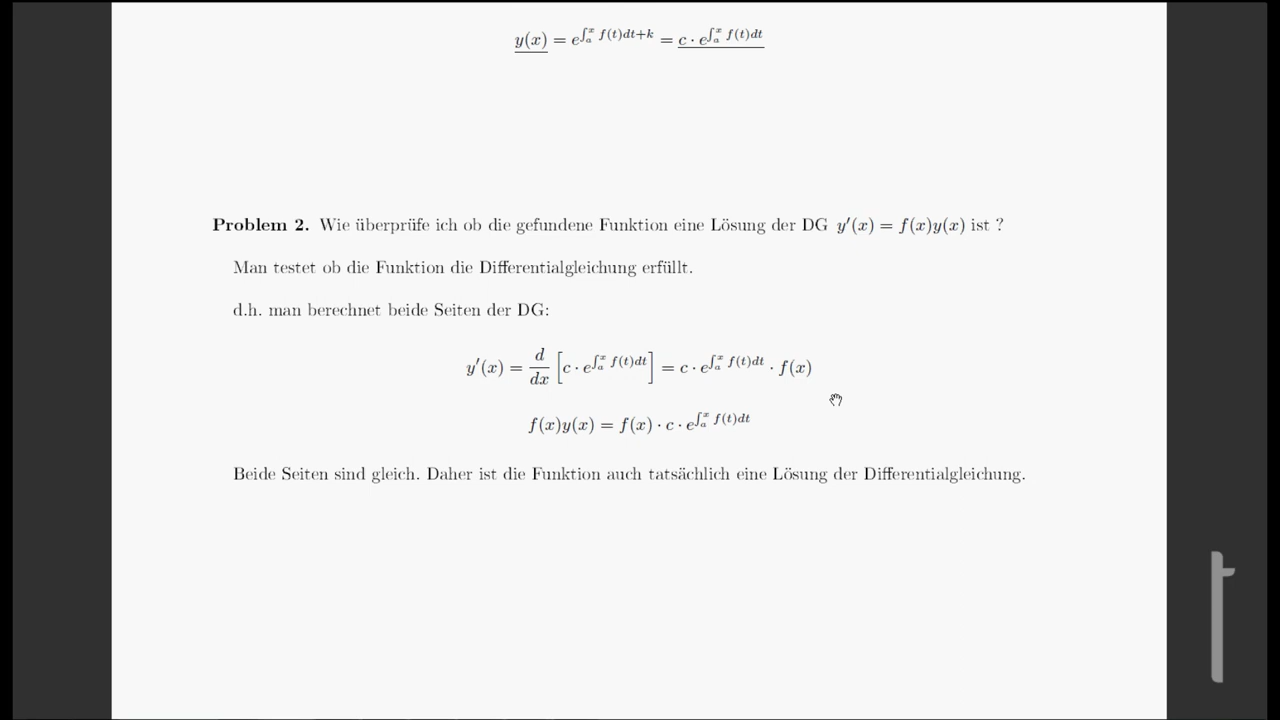 y(x) = e^{∫_a^x f(t)dt+k} = c · e^{∫_a^x f(t)dt}
Problem 2. Wie überprüfe ich ob die gefundene Funktion eine Lösung der DG y′(x) = f(x)y(x) ist ?
Man testet ob die Funktion die Differentialgleichung erfüllt.
d.h. man berechnet beide Seiten der DG:
y′(x) = d/dx [c · e^{∫_a^x f(t)dt}] = c · e^{∫_a^x f(t)dt} · f(x)
f(x)y(x) = f(x) · c · e^{∫_a^x f(t)dt}
Beide Seiten sind gleich. Daher ist die Funktion auch tatsächlich eine Lösung der Differentialgleichung.